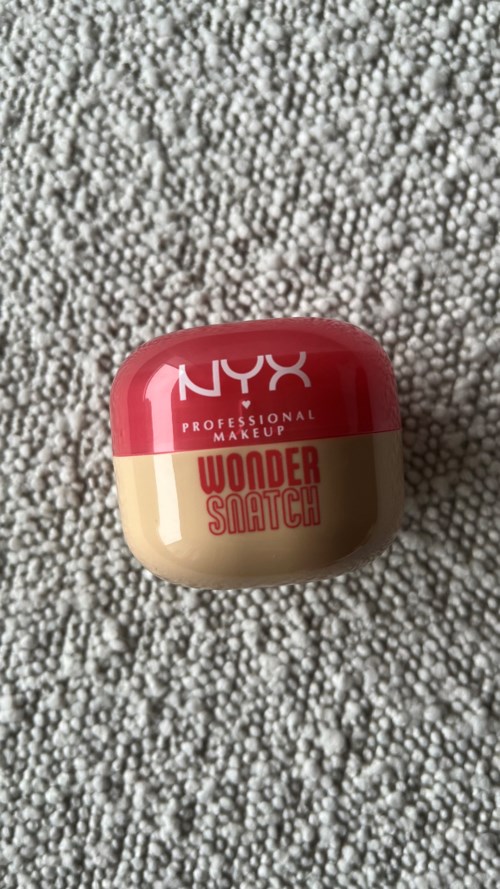 NYX
PROFESSIONAL
MAKEUP
WONDER
SNATCH